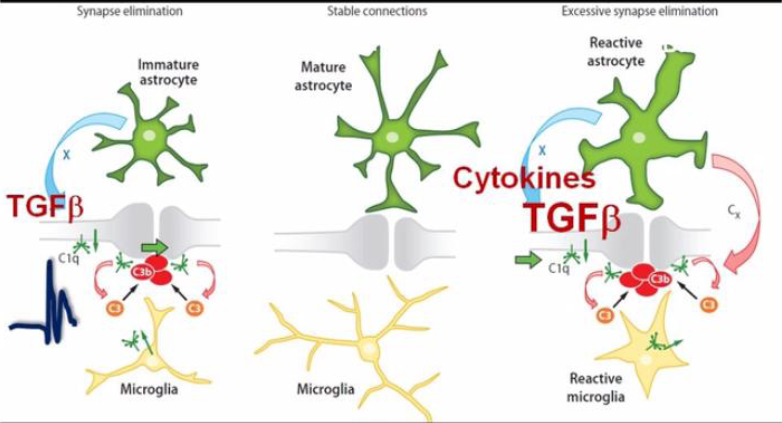 Synapse elimination
Stable connections
Excessive synapse elimination
Immature
astrocyte
Mature
astrocyte
Reactive
astrocyte
X
TGFβ
C1q
C3b
C3
C3
Microglia
Microglia
X
Cytokines
TGFβ
Cx
C1q
C3b
C3
C3
Reactive
microglia